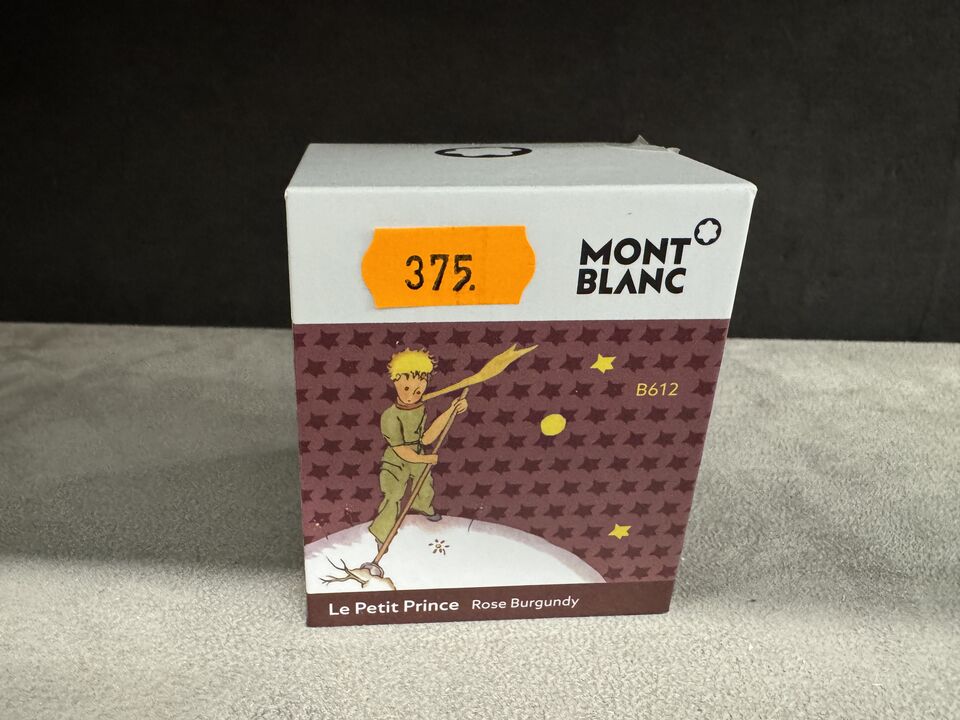 375.
MONT
BLANC
B612
Le Petit Prince Rose Burgundy